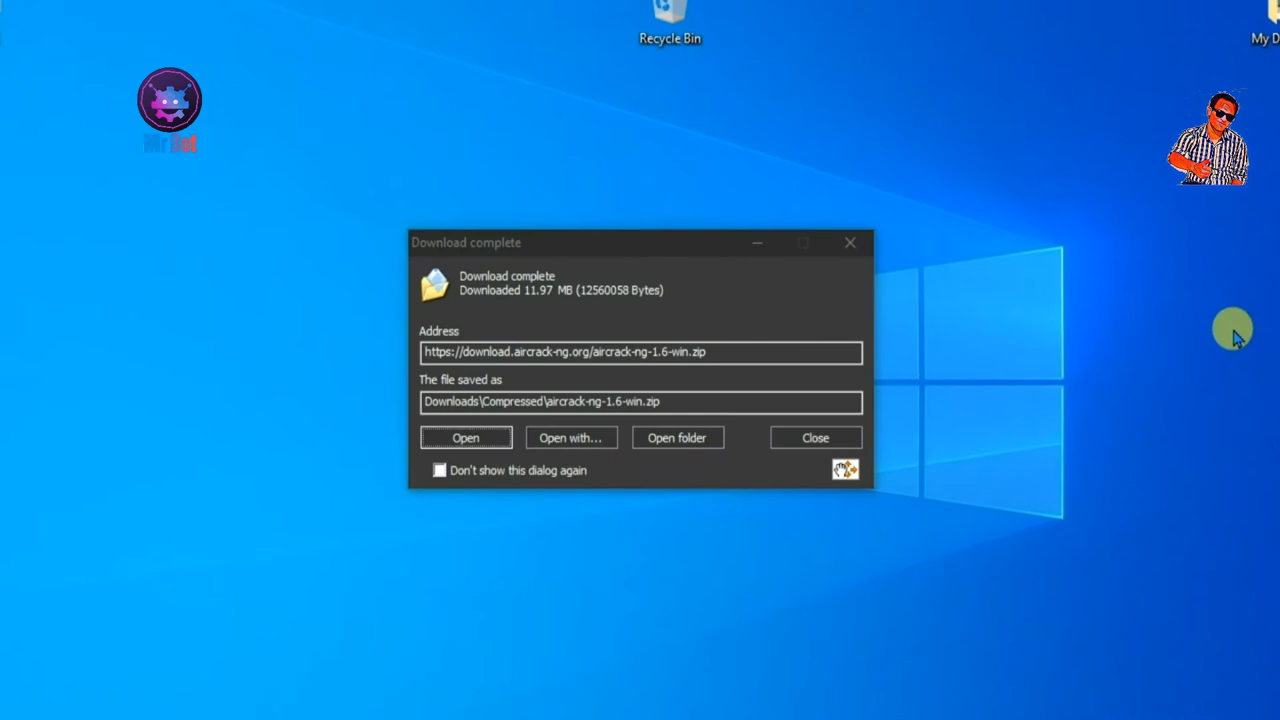 Recycle Bin
My D
Mr Bot
Download complete
Download complete
Downloaded 11.97 MB (12560058 Bytes)
Address
https://download.aircrack-ng.org/aircrack-ng-1.6-win.zip
The file saved as
Downloads\Compressed\aircrack-ng-1.6-win.zip
Open
Open with...
Open folder
Close
Don't show this dialog again